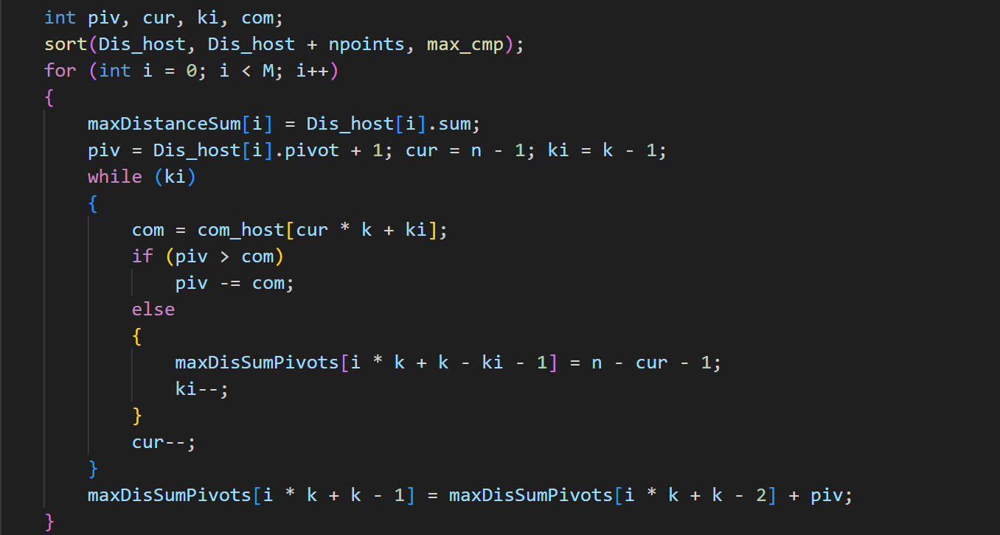 int piv, cur, ki, com;
sort(Dis_host, Dis_host + npoints, max_cmp);
for (int i = 0; i < M; i++)
{
    maxDistanceSum[i] = Dis_host[i].sum;
    piv = Dis_host[i].pivot + 1; cur = n - 1; ki = k - 1;
    while (ki)
    {
        com = com_host[cur * k + ki];
        if (piv > com)
            piv -= com;
        else
        {
            maxDisSumPivots[i * k + k - ki - 1] = n - cur - 1;
            ki--;
        }
        cur--;
    }
    maxDisSumPivots[i * k + k - 1] = maxDisSumPivots[i * k + k - 2] + piv;
}